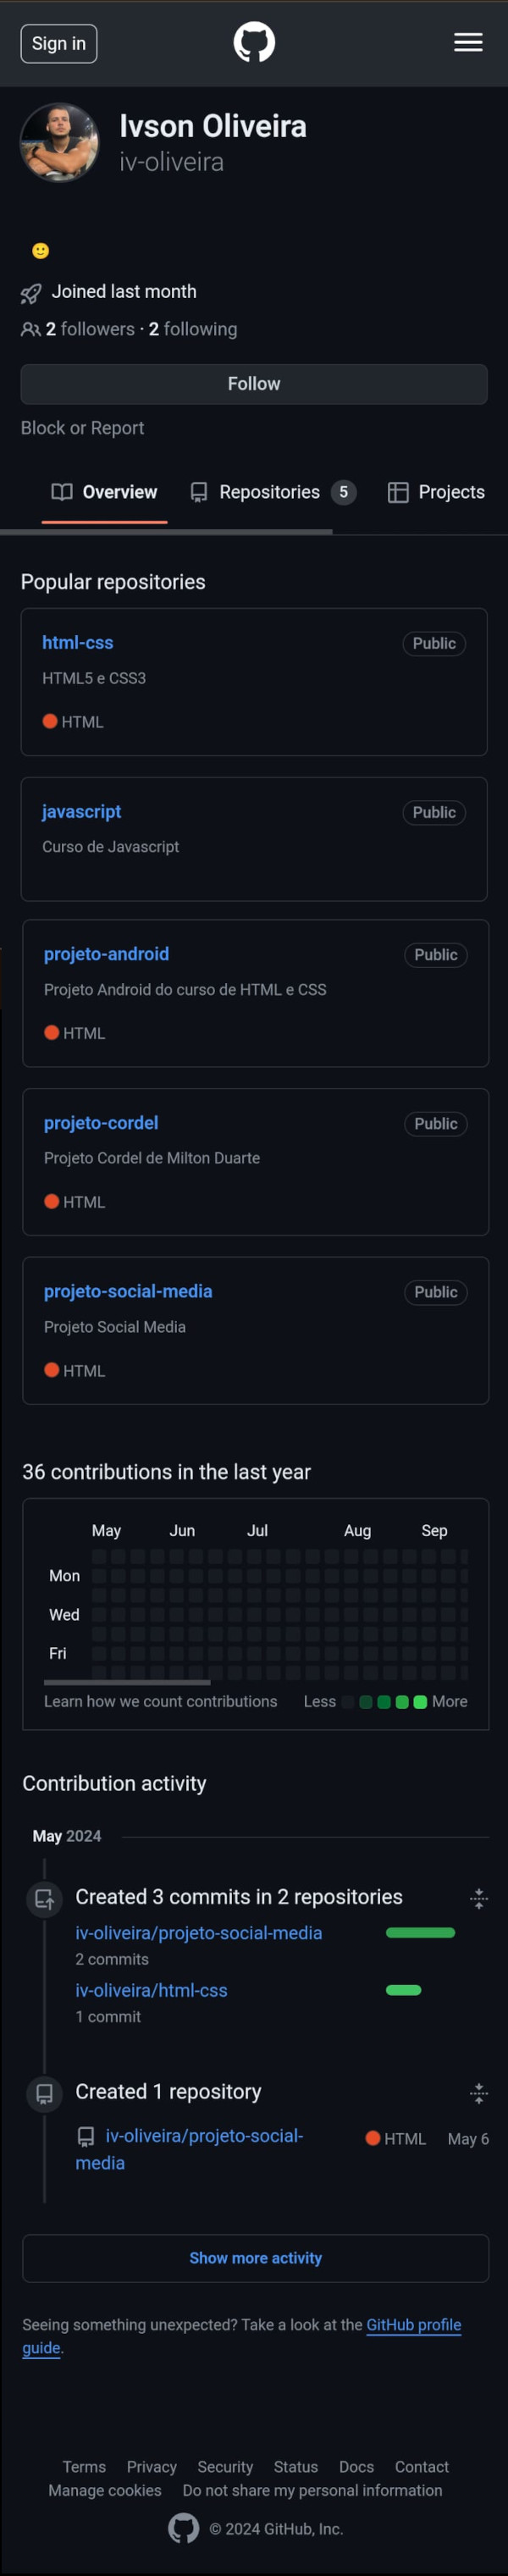 Sign in
Ivson Oliveira
iv-oliveira
Joined last month
2 followers · 2 following
Follow
Block or Report
Overview Repositories 5 Projects
Popular repositories
html-css Public
HTML5 e CSS3
HTML
javascript Public
Curso de Javascript
projeto-android Public
Projeto Android do curso de HTML e CSS
HTML
projeto-cordel Public
Projeto Cordel de Milton Duarte
HTML
projeto-social-media Public
Projeto Social Media
HTML
36 contributions in the last year
May Jun Jul Aug Sep
Mon
Wed
Fri
Learn how we count contributions Less More
Contribution activity
May 2024
Created 3 commits in 2 repositories
iv-oliveira/projeto-social-media
2 commits
iv-oliveira/html-css
1 commit
Created 1 repository
iv-oliveira/projeto-social- HTML May 6
media
Show more activity
Seeing something unexpected? Take a look at the GitHub profile
guide.
Terms Privacy Security Status Docs Contact
Manage cookies Do not share my personal information
© 2024 GitHub, Inc.